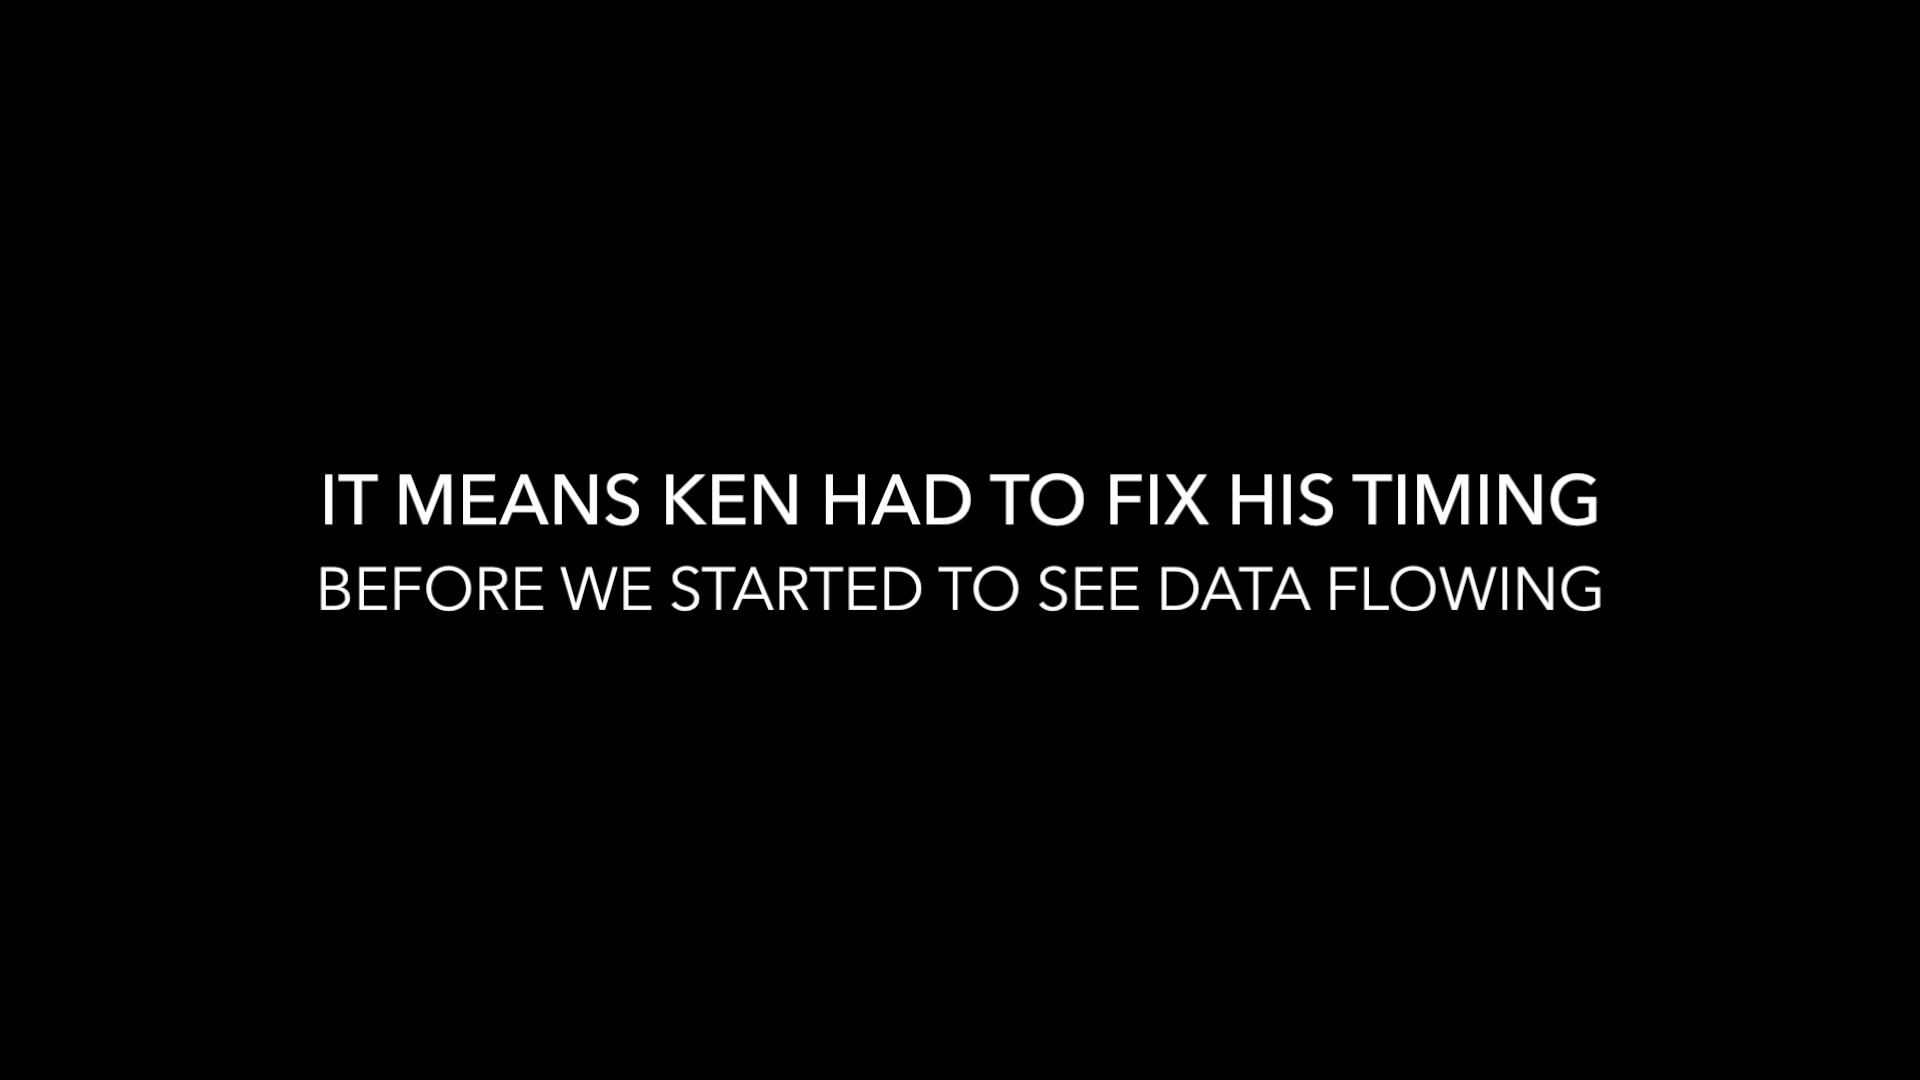 IT MEANS KEN HAD TO FIX HIS TIMING
BEFORE WE STARTED TO SEE DATA FLOWING